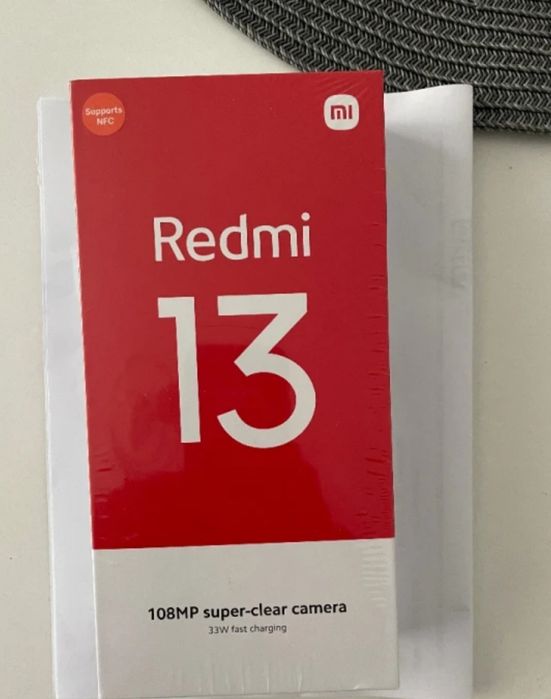 Supports
NFC
mi
Redmi
13
108MP super-clear camera
33W fast charging